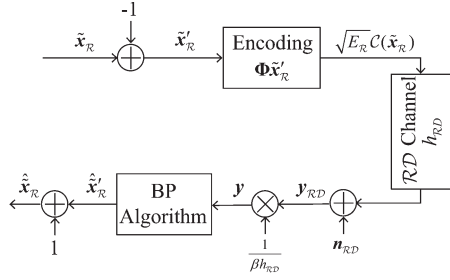 -1
x̃_ℛ
x̃′_ℛ
Encoding
Φx̃′_ℛ
√E_ℛ 𝒞(x̃_ℛ)
ℛ𝒟 Channel
h_ℛ𝒟
x̃̂_ℛ
x̃̂′_ℛ
BP
Algorithm
y
y_ℛ𝒟
1
1/βh_ℛ𝒟
n_ℛ𝒟